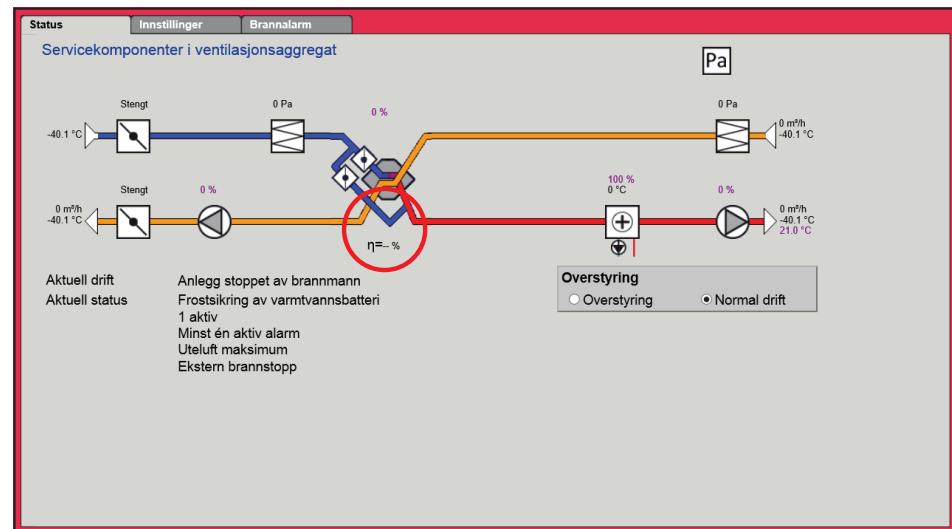 Status
Innstillinger
Brannalarm
Servicekomponenter i ventilasjonsaggregat
Pa
Stengt
0 Pa
0 %
0 Pa
-40.1 °C
0 m³/h
-40.1 °C
Stengt
0 %
100 %
0 °C
0 %
0 m³/h
-40.1 °C
0 m³/h
-40.1 °C
21.0 °C
η=-- %
Aktuell drift Anlegg stoppet av brannmann
Aktuell status Frostsikring av varmtvannsbatteri
1 aktiv
Minst én aktiv alarm
Uteluft maksimum
Ekstern brannstopp
Overstyring
Overstyring Normal drift